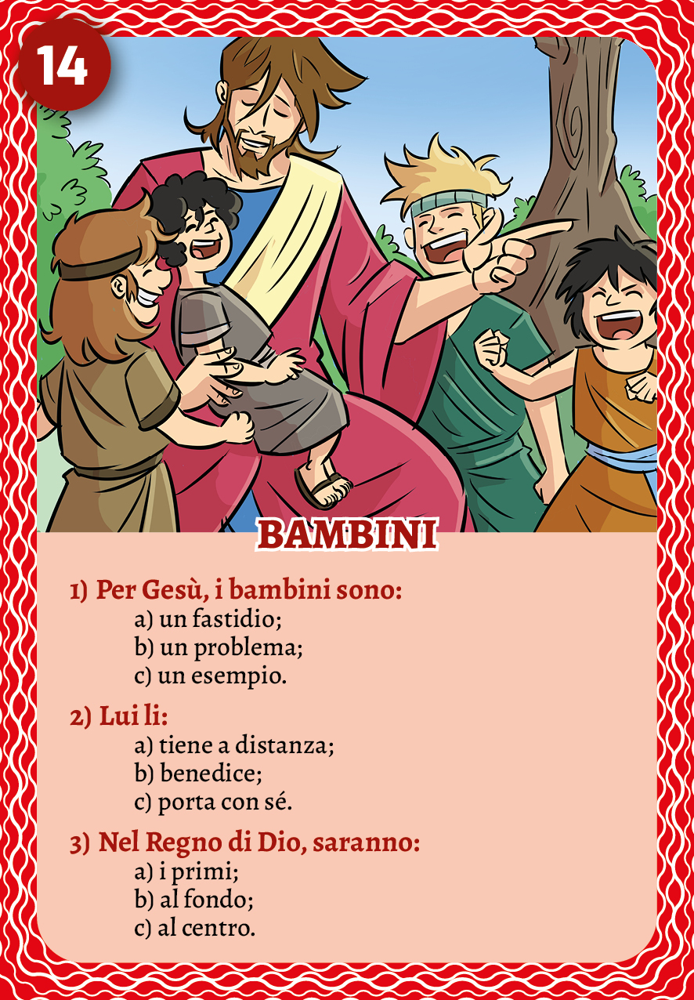 14
BAMBINI
1) Per Gesù, i bambini sono:
a) un fastidio;
b) un problema;
c) un esempio.
2) Lui li:
a) tiene a distanza;
b) benedice;
c) porta con sé.
3) Nel Regno di Dio, saranno:
a) i primi;
b) al fondo;
c) al centro.